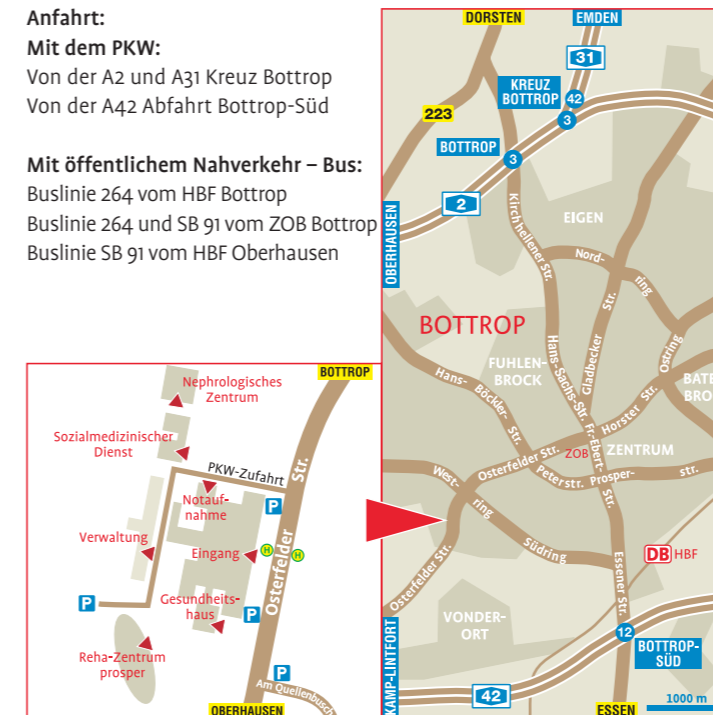 Anfahrt:
Mit dem PKW:
Von der A2 und A31 Kreuz Bottrop
Von der A42 Abfahrt Bottrop-Süd
Mit öffentlichem Nahverkehr – Bus:
Buslinie 264 vom HBF Bottrop
Buslinie 264 und SB 91 vom ZOB Bottrop
Buslinie SB 91 vom HBF Oberhausen
BOTTROP
Nephrologisches
Zentrum
Sozialmedizinischer
Dienst
PKW-Zufahrt
Str.
Notauf-
nahme
P
Verwaltung
Eingang
H
H
Osterfelder
Gesundheits-
haus
P
P
Reha-Zentrum
prosper
P
Am Quellenbusch
OBERHAUSEN
DORSTEN
EMDEN
31
KREUZ
BOTTROP
42
3
223
BOTTROP
3
2
OBERHAUSEN
Kirchhellener Str.
EIGEN
Nord-
ring
BOTTROP
FUHLEN-
BROCK
Hans-Sachs-Str.
Gladbecker
Str.
Ostring
Hans-
Böckler-
Str.
Horster
Str.
BATE
BRO
ZOB
Fr.-Ebert-
Str.
ZENTRUM
Osterfelder Str.
Peterstr.
Prosper-
str.
West-
ring
Südring
Osterfelder Str.
DB HBF
Essener Str.
VONDER-
ORT
12
BOTTROP-
SÜD
KAMP-LINTFORT
42
ESSEN
1000 m